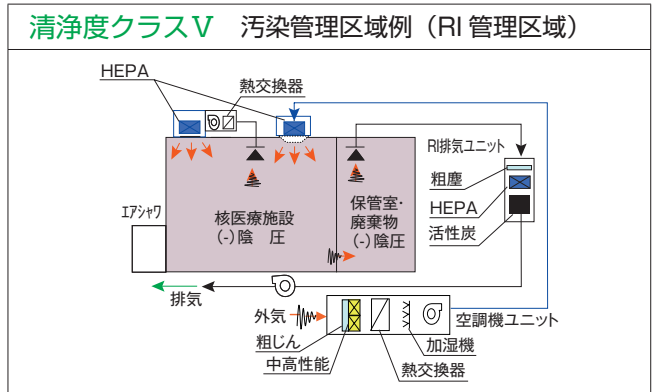 清浄度クラスⅤ 汚染管理区域例（RI 管理区域）
HEPA
熱交換器
RI排気ユニット
粗塵
HEPA
活性炭
エアシャワ
核医療施設
(-)陰 圧
保管室・
廃棄物
(-)陰圧
排気
外気
空調機ユニット
粗じん
中高性能
加湿機
熱交換器